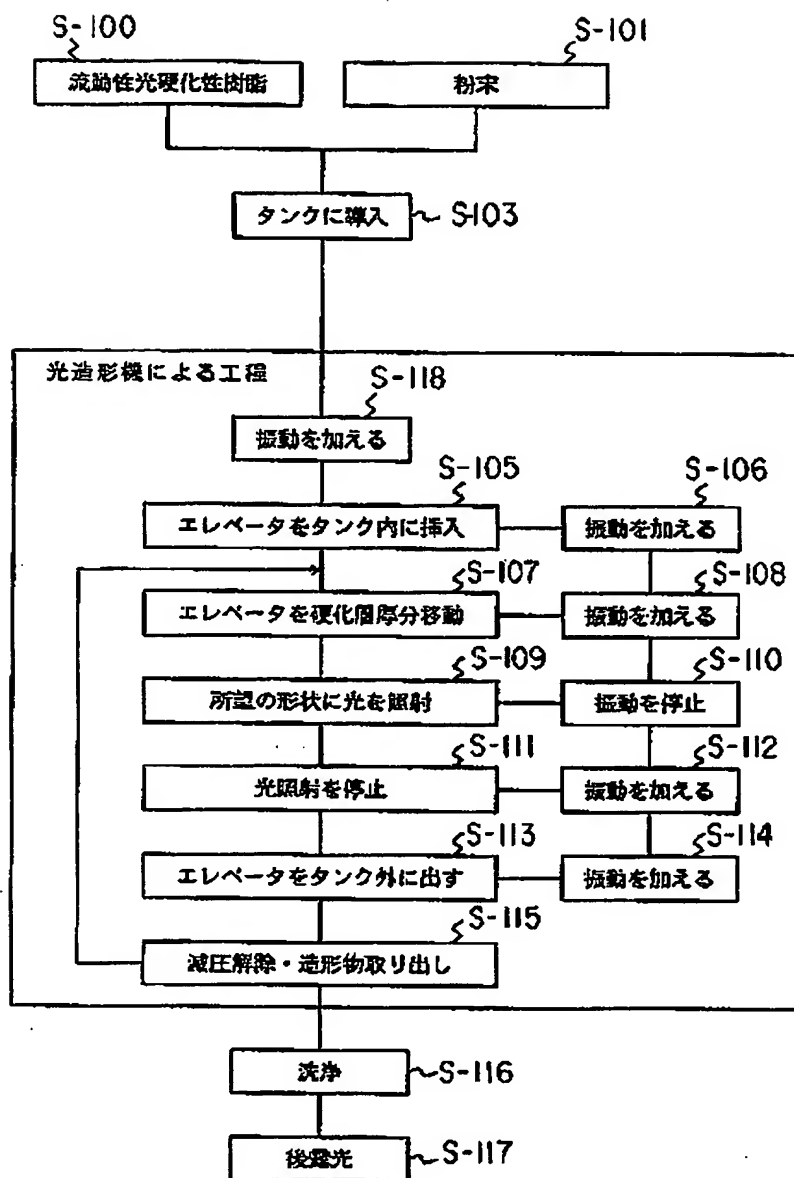 S-100
S-101
流動性光硬化性樹脂
粉末
タンクに導入
S-103
光造形機による工程
S-118
振動を加える
S-105
S-106
エレベータをタンク内に挿入
振動を加える
S-107
S-108
エレベータを硬化層厚分移動
振動を加える
S-109
S-110
所望の形状に光を照射
振動を停止
S-111
S-112
光照射を停止
振動を加える
S-113
S-114
エレベータをタンク外に出す
振動を加える
S-115
減圧解除・造形物取り出し
洗浄
S-116
後露光
S-117